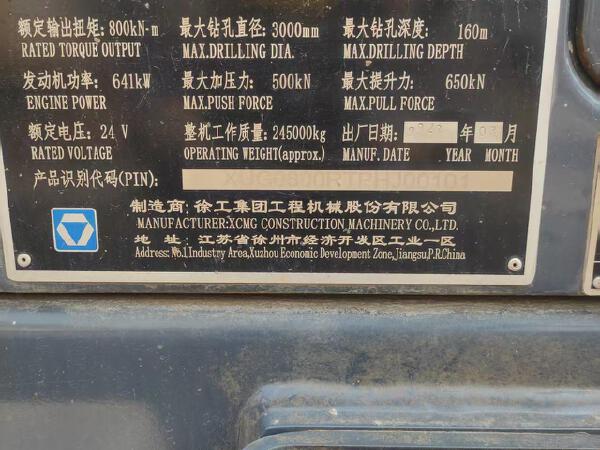 额定输出扭矩: 800kN·m 最大钻孔直径: 3000mm 最大钻孔深度: 160m
RATED TORQUE OUTPUT MAX.DRILLING DIA. MAX.DRILLING DEPTH
发动机功率: 641kW 最大加压力: 500kN 最大提升力: 650kN
ENGINE POWER MAX.PUSH FORCE MAX.PULL FORCE
额定电压: 24 V 整机工作质量: 245000kg 出厂日期: 年 月
RATED VOLTAGE OPERATING WEIGHT(approx.) MANUF. DATE YEAR MONTH
产品识别代码(PIN):
制造商: 徐工集团工程机械股份有限公司
MANUFACTURER:XCMG CONSTRUCTION MACHINERY CO.,LTD.
地 址: 江苏省徐州市经济开发区工业一区
Address: No.1 Industry Area,Xuzhou Economic Development Zone,Jiangsu,P.R.China